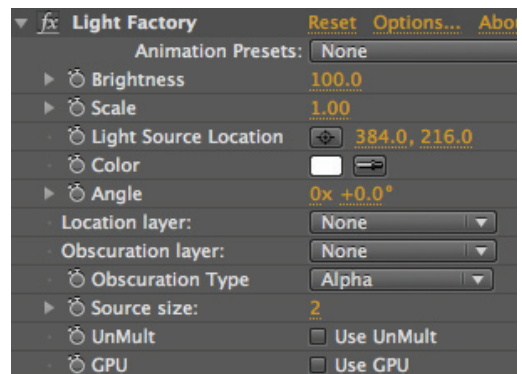 fx Light Factory Reset Options...
Animation Presets: None
Brightness 100.0
Scale 1.00
Light Source Location 384.0, 216.0
Color
Angle 0x +0.0°
Location layer: None
Obscuration layer: None
Obscuration Type Alpha
Source size: 2
UnMult Use UnMult
GPU Use GPU